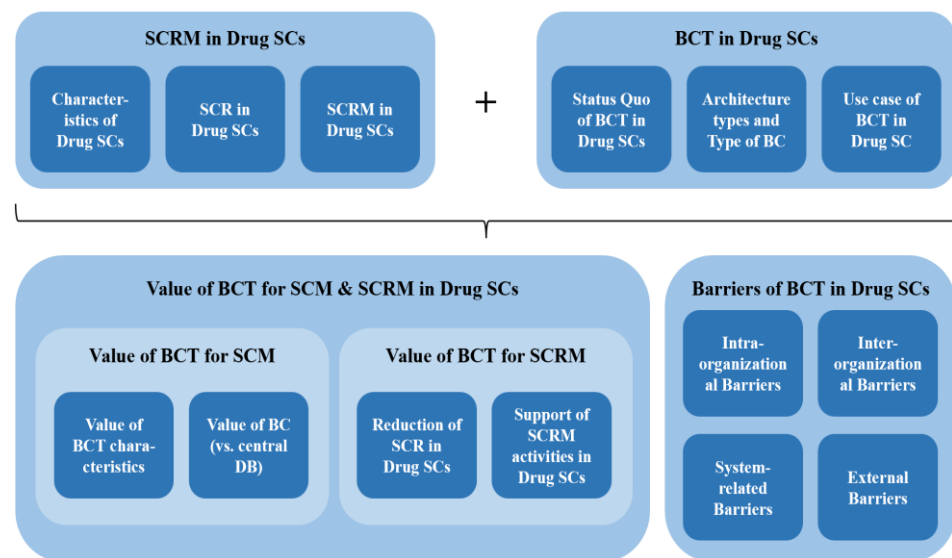 SCRM in Drug SCs
Character-
istics of
Drug SCs
SCR in
Drug SCs
SCRM in
Drug SCs
+
BCT in Drug SCs
Status Quo
of BCT in
Drug SCs
Architecture
types and
Type of BC
Use case of
BCT in
Drug SC
Value of BCT for SCM & SCRM in Drug SCs
Value of BCT for SCM
Value of
BCT chara-
cteristics
Value of BC
(vs. central
DB)
Value of BCT for SCRM
Reduction of
SCR in
Drug SCs
Support of
SCRM
activities in
Drug SCs
Barriers of BCT in Drug SCs
Intra-
organization
al Barriers
Inter-
organization
al Barriers
System-
related
Barriers
External
Barriers